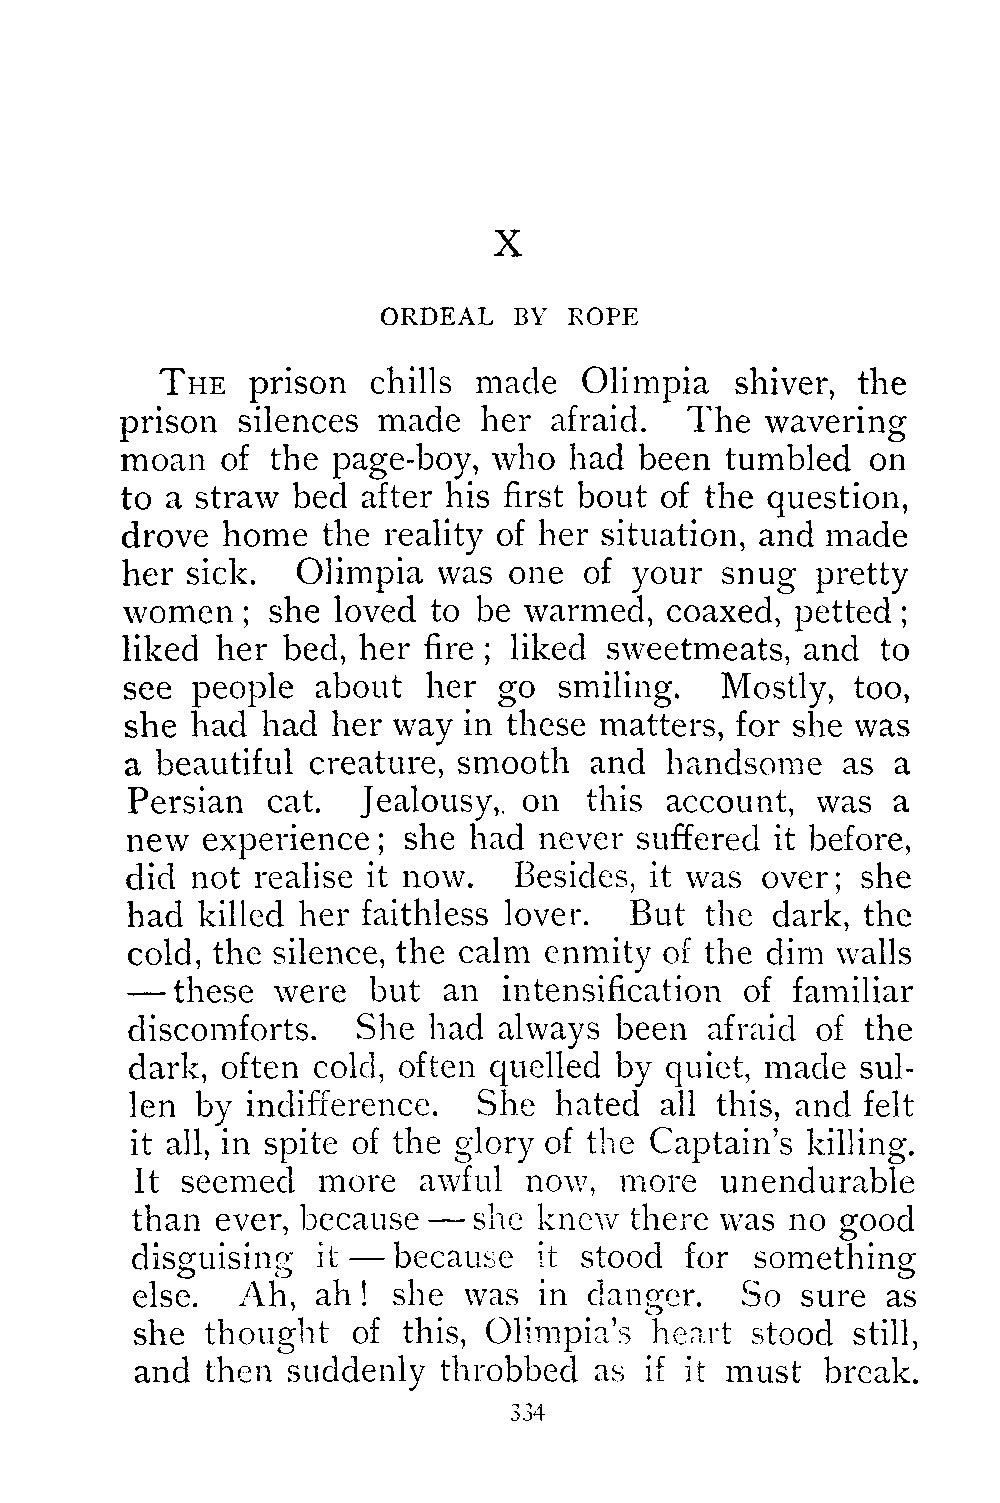 X
ORDEAL BY ROPE
THE prison chills made Olimpia shiver, the
prison silences made her afraid. The wavering
moan of the page-boy, who had been tumbled on
to a straw bed after his first bout of the question,
drove home the reality of her situation, and made
her sick. Olimpia was one of your snug pretty
women; she loved to be warmed, coaxed, petted;
liked her bed, her fire; liked sweetmeats, and to
see people about her go smiling. Mostly, too,
she had had her way in these matters, for she was
a beautiful creature, smooth and handsome as a
Persian cat. Jealousy, on this account, was a
new experience; she had never suffered it before,
did not realise it now. Besides, it was over; she
had killed her faithless lover. But the dark, the
cold, the silence, the calm enmity of the dim walls
— these were but an intensification of familiar
discomforts. She had always been afraid of the
dark, often cold, often quelled by quiet, made sul-
len by indifference. She hated all this, and felt
it all, in spite of the glory of the Captain's killing.
It seemed more awful now, more unendurable
than ever, because — she knew there was no good
disguising it — because it stood for something
else. Ah, ah! she was in danger. So sure as
she thought of this, Olimpia's heart stood still,
and then suddenly throbbed as if it must break.
334